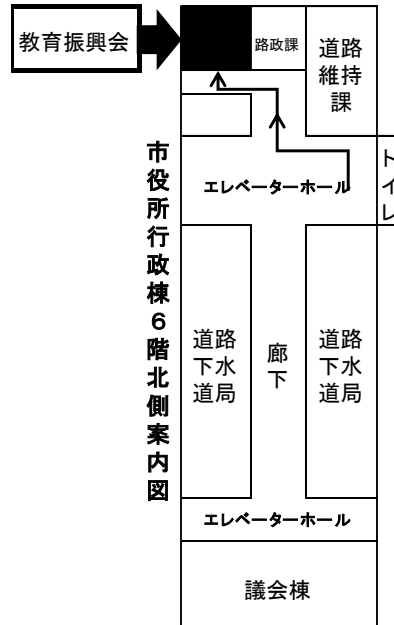 教育振興会
路政課
道路
維持
課
市役所行政棟6階北側案内図
エレベーターホール
トイレ
道路
下水
道局
廊下
道路
下水
道局
エレベーターホール
議会棟